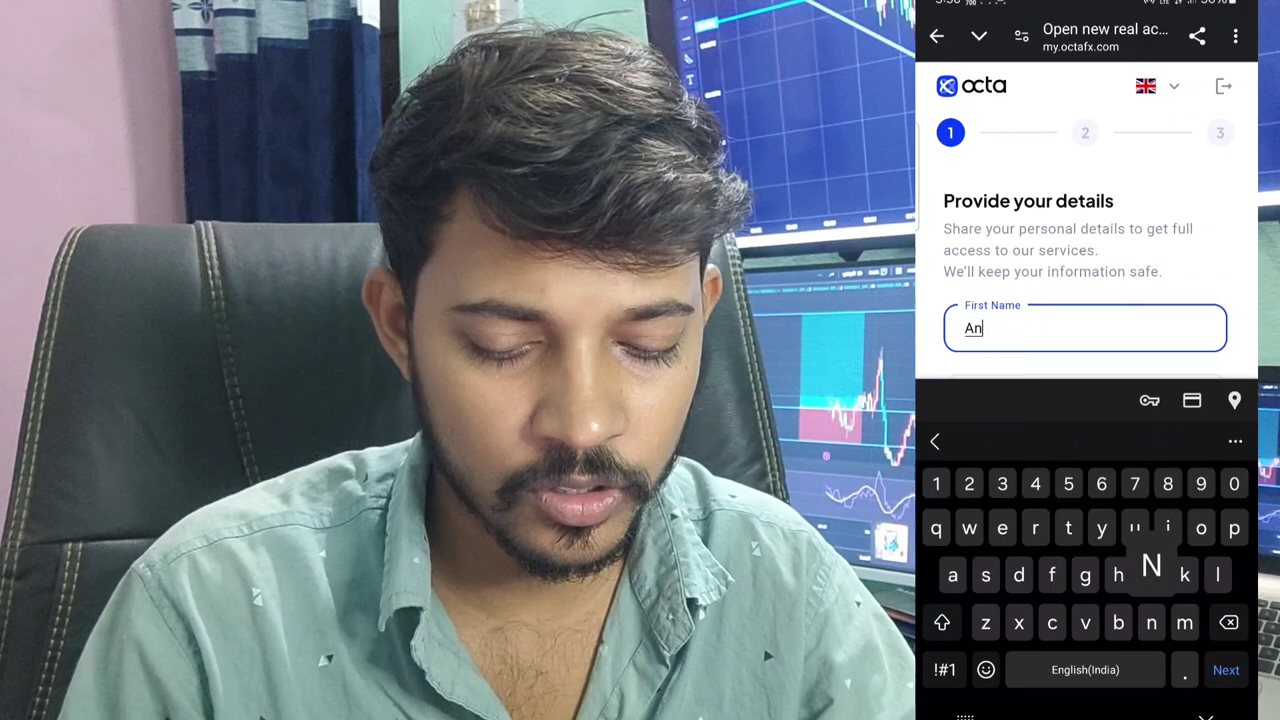 Open new real ac...
my.octafx.com
octa
1 2 3
Provide your details
Share your personal details to get full
access to our services.
We'll keep your information safe.
First Name
An
1 2 3 4 5 6 7 8 9 0
q w e r t y u i o p
a s d f g h N k l
z x c v b n m
!#1 English(India) . Next